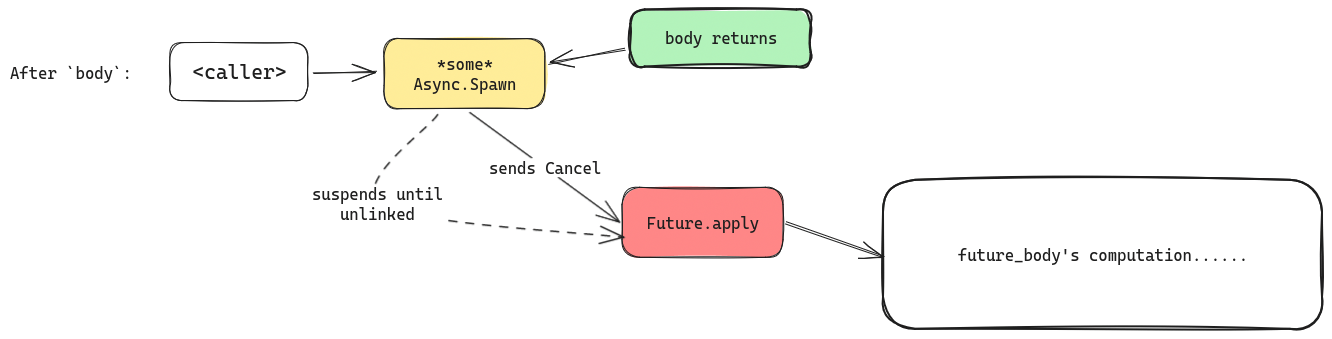 After `body`:
<caller>
*some*
Async.Spawn
body returns
sends Cancel
suspends until
unlinked
Future.apply
future_body's computation......